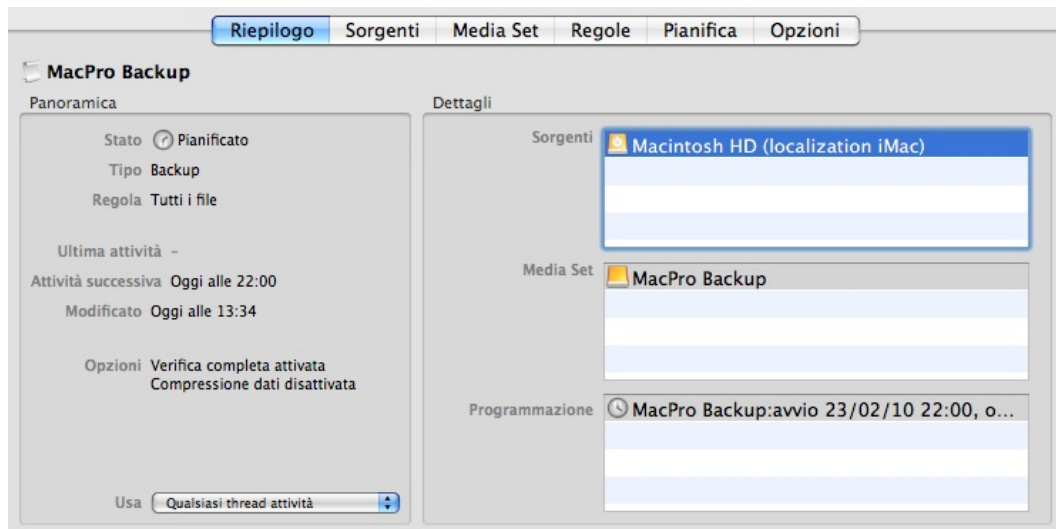 Riepilogo Sorgenti Media Set Regole Pianifica Opzioni
MacPro Backup
Panoramica
Stato Pianificato
Tipo Backup
Regola Tutti i file
Ultima attività -
Attività successiva Oggi alle 22:00
Modificato Oggi alle 13:34
Opzioni Verifica completa attivata
Compressione dati disattivata
Usa Qualsiasi thread attività
Dettagli
Sorgenti Macintosh HD (localization iMac)
Media Set MacPro Backup
Programmazione MacPro Backup:avvio 23/02/10 22:00, o...